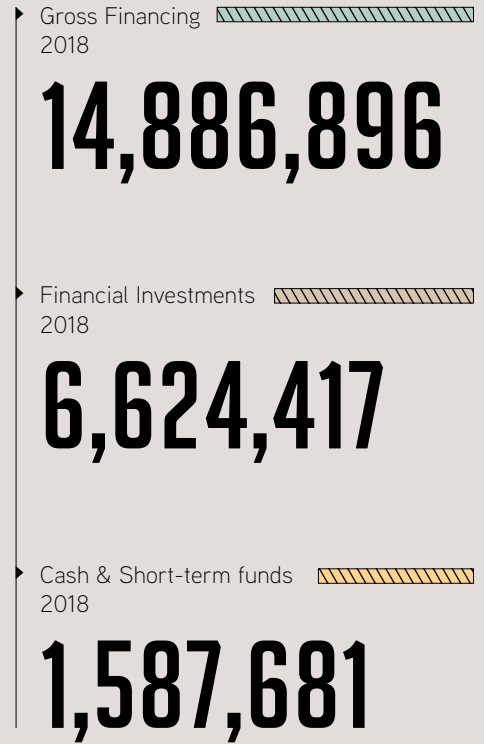 Gross Financing
2018
14,886,896
Financial Investments
2018
6,624,417
Cash & Short-term funds
2018
1,587,681